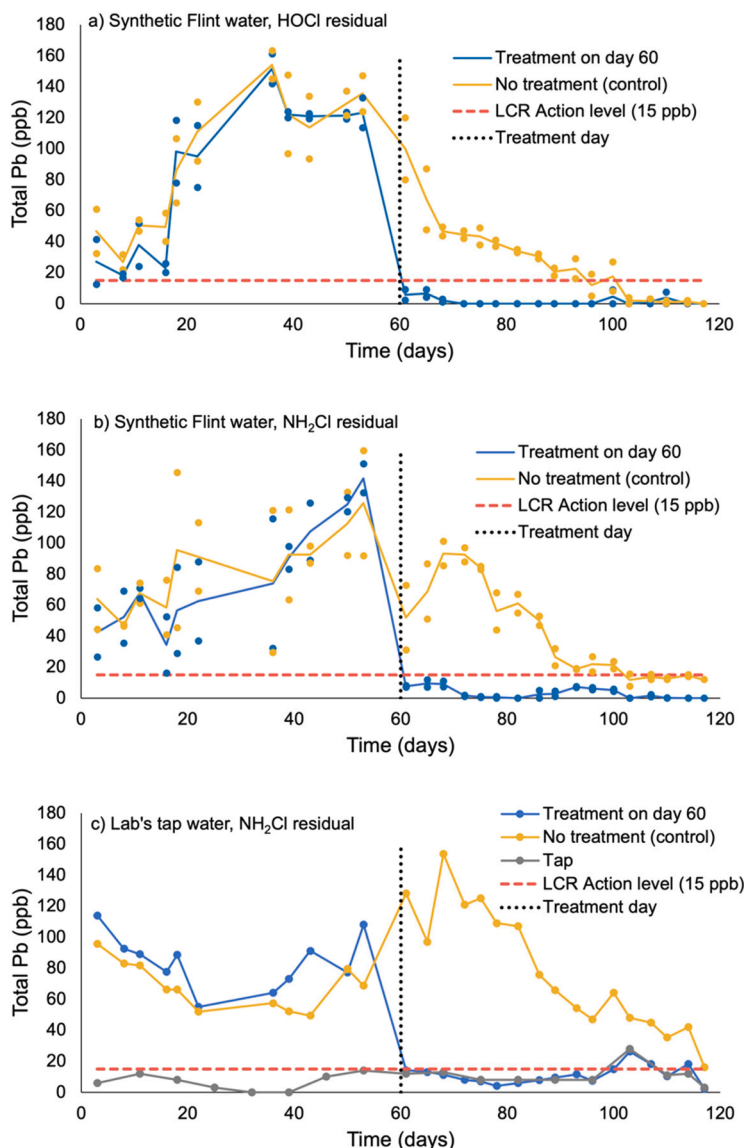 a) Synthetic Flint water, HOCl residual
180
160
140
120
100
80
60
40
20
0
Total Pb (ppb)
Treatment on day 60
No treatment (control)
LCR Action level (15 ppb)
Treatment day
0 20 40 60 80 100 120
Time (days)
b) Synthetic Flint water, NH₂Cl residual
180
160
140
120
100
80
60
40
20
0
Total Pb (ppb)
Treatment on day 60
No treatment (control)
LCR Action level (15 ppb)
Treatment day
0 20 40 60 80 100 120
Time (days)
c) Lab's tap water, NH₂Cl residual
180
160
140
120
100
80
60
40
20
0
Total Pb (ppb)
Treatment on day 60
No treatment (control)
Tap
LCR Action level (15 ppb)
Treatment day
0 20 40 60 80 100 120
Time (days)